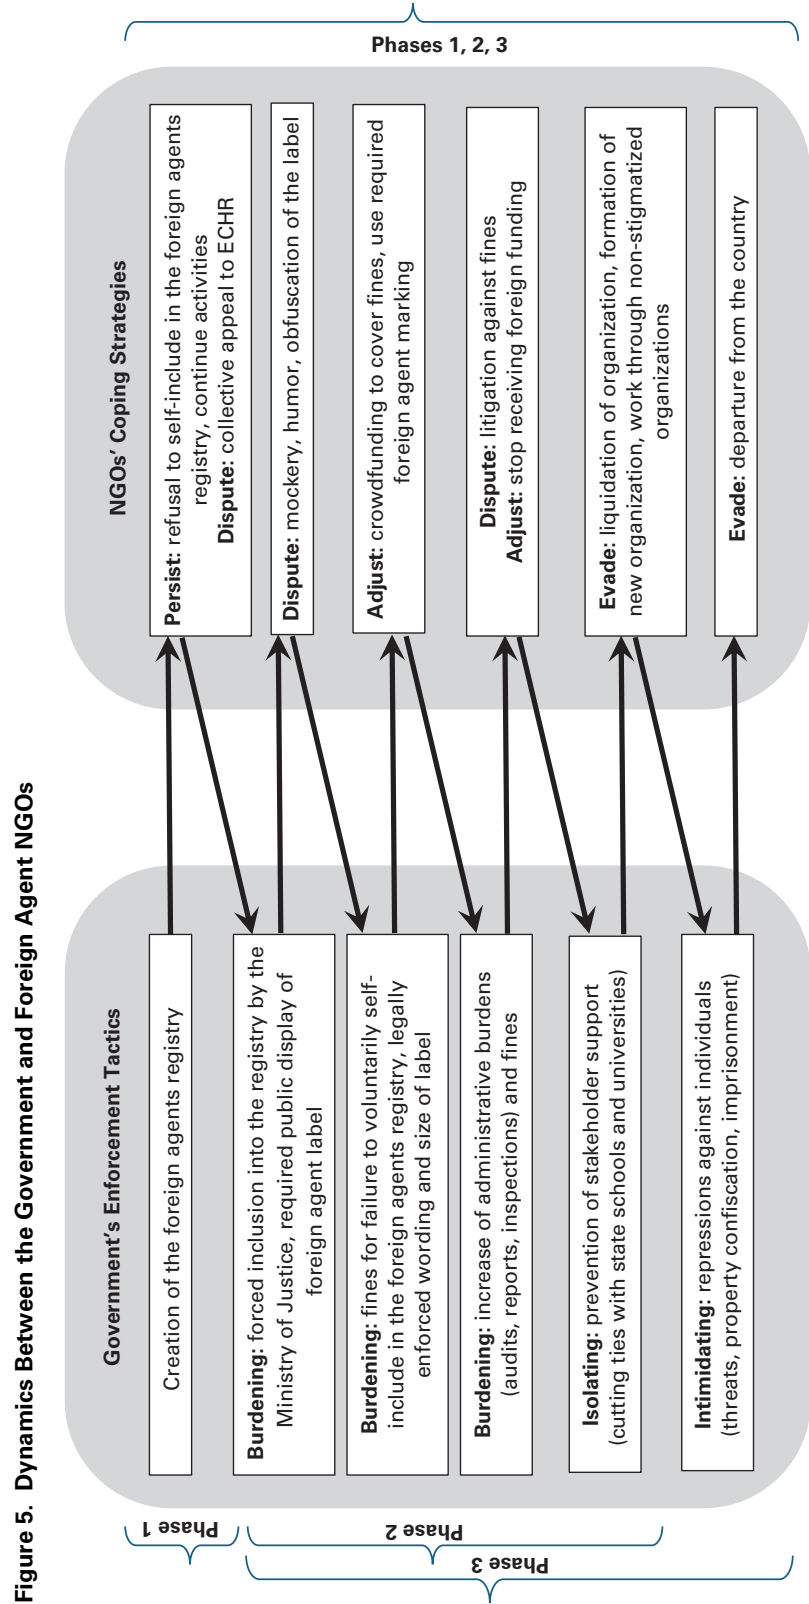 Figure 5. Dynamics Between the Government and Foreign Agent NGOs
Government's Enforcement Tactics
Creation of the foreign agents registry
Burdening: forced inclusion into the registry by the
Ministry of Justice, required public display of
foreign agent label
Burdening: fines for failure to voluntarily self-
include in the foreign agents registry, legally
enforced wording and size of label
Burdening: increase of administrative burdens
(audits, reports, inspections) and fines
Isolating: prevention of stakeholder support
(cutting ties with state schools and universities)
Intimidating: repressions against individuals
(threats, property confiscation, imprisonment)
Phase 1
Phase 2
Phase 3
NGOs' Coping Strategies
Persist: refusal to self-include in the foreign agents
registry, continue activities
Dispute: collective appeal to ECHR
Dispute: mockery, humor, obfuscation of the label
Adjust: crowdfunding to cover fines, use required
foreign agent marking
Dispute: litigation against fines
Adjust: stop receiving foreign funding
Evade: liquidation of organization, formation of
new organization, work through non-stigmatized
organizations
Evade: departure from the country
Phases 1, 2, 3